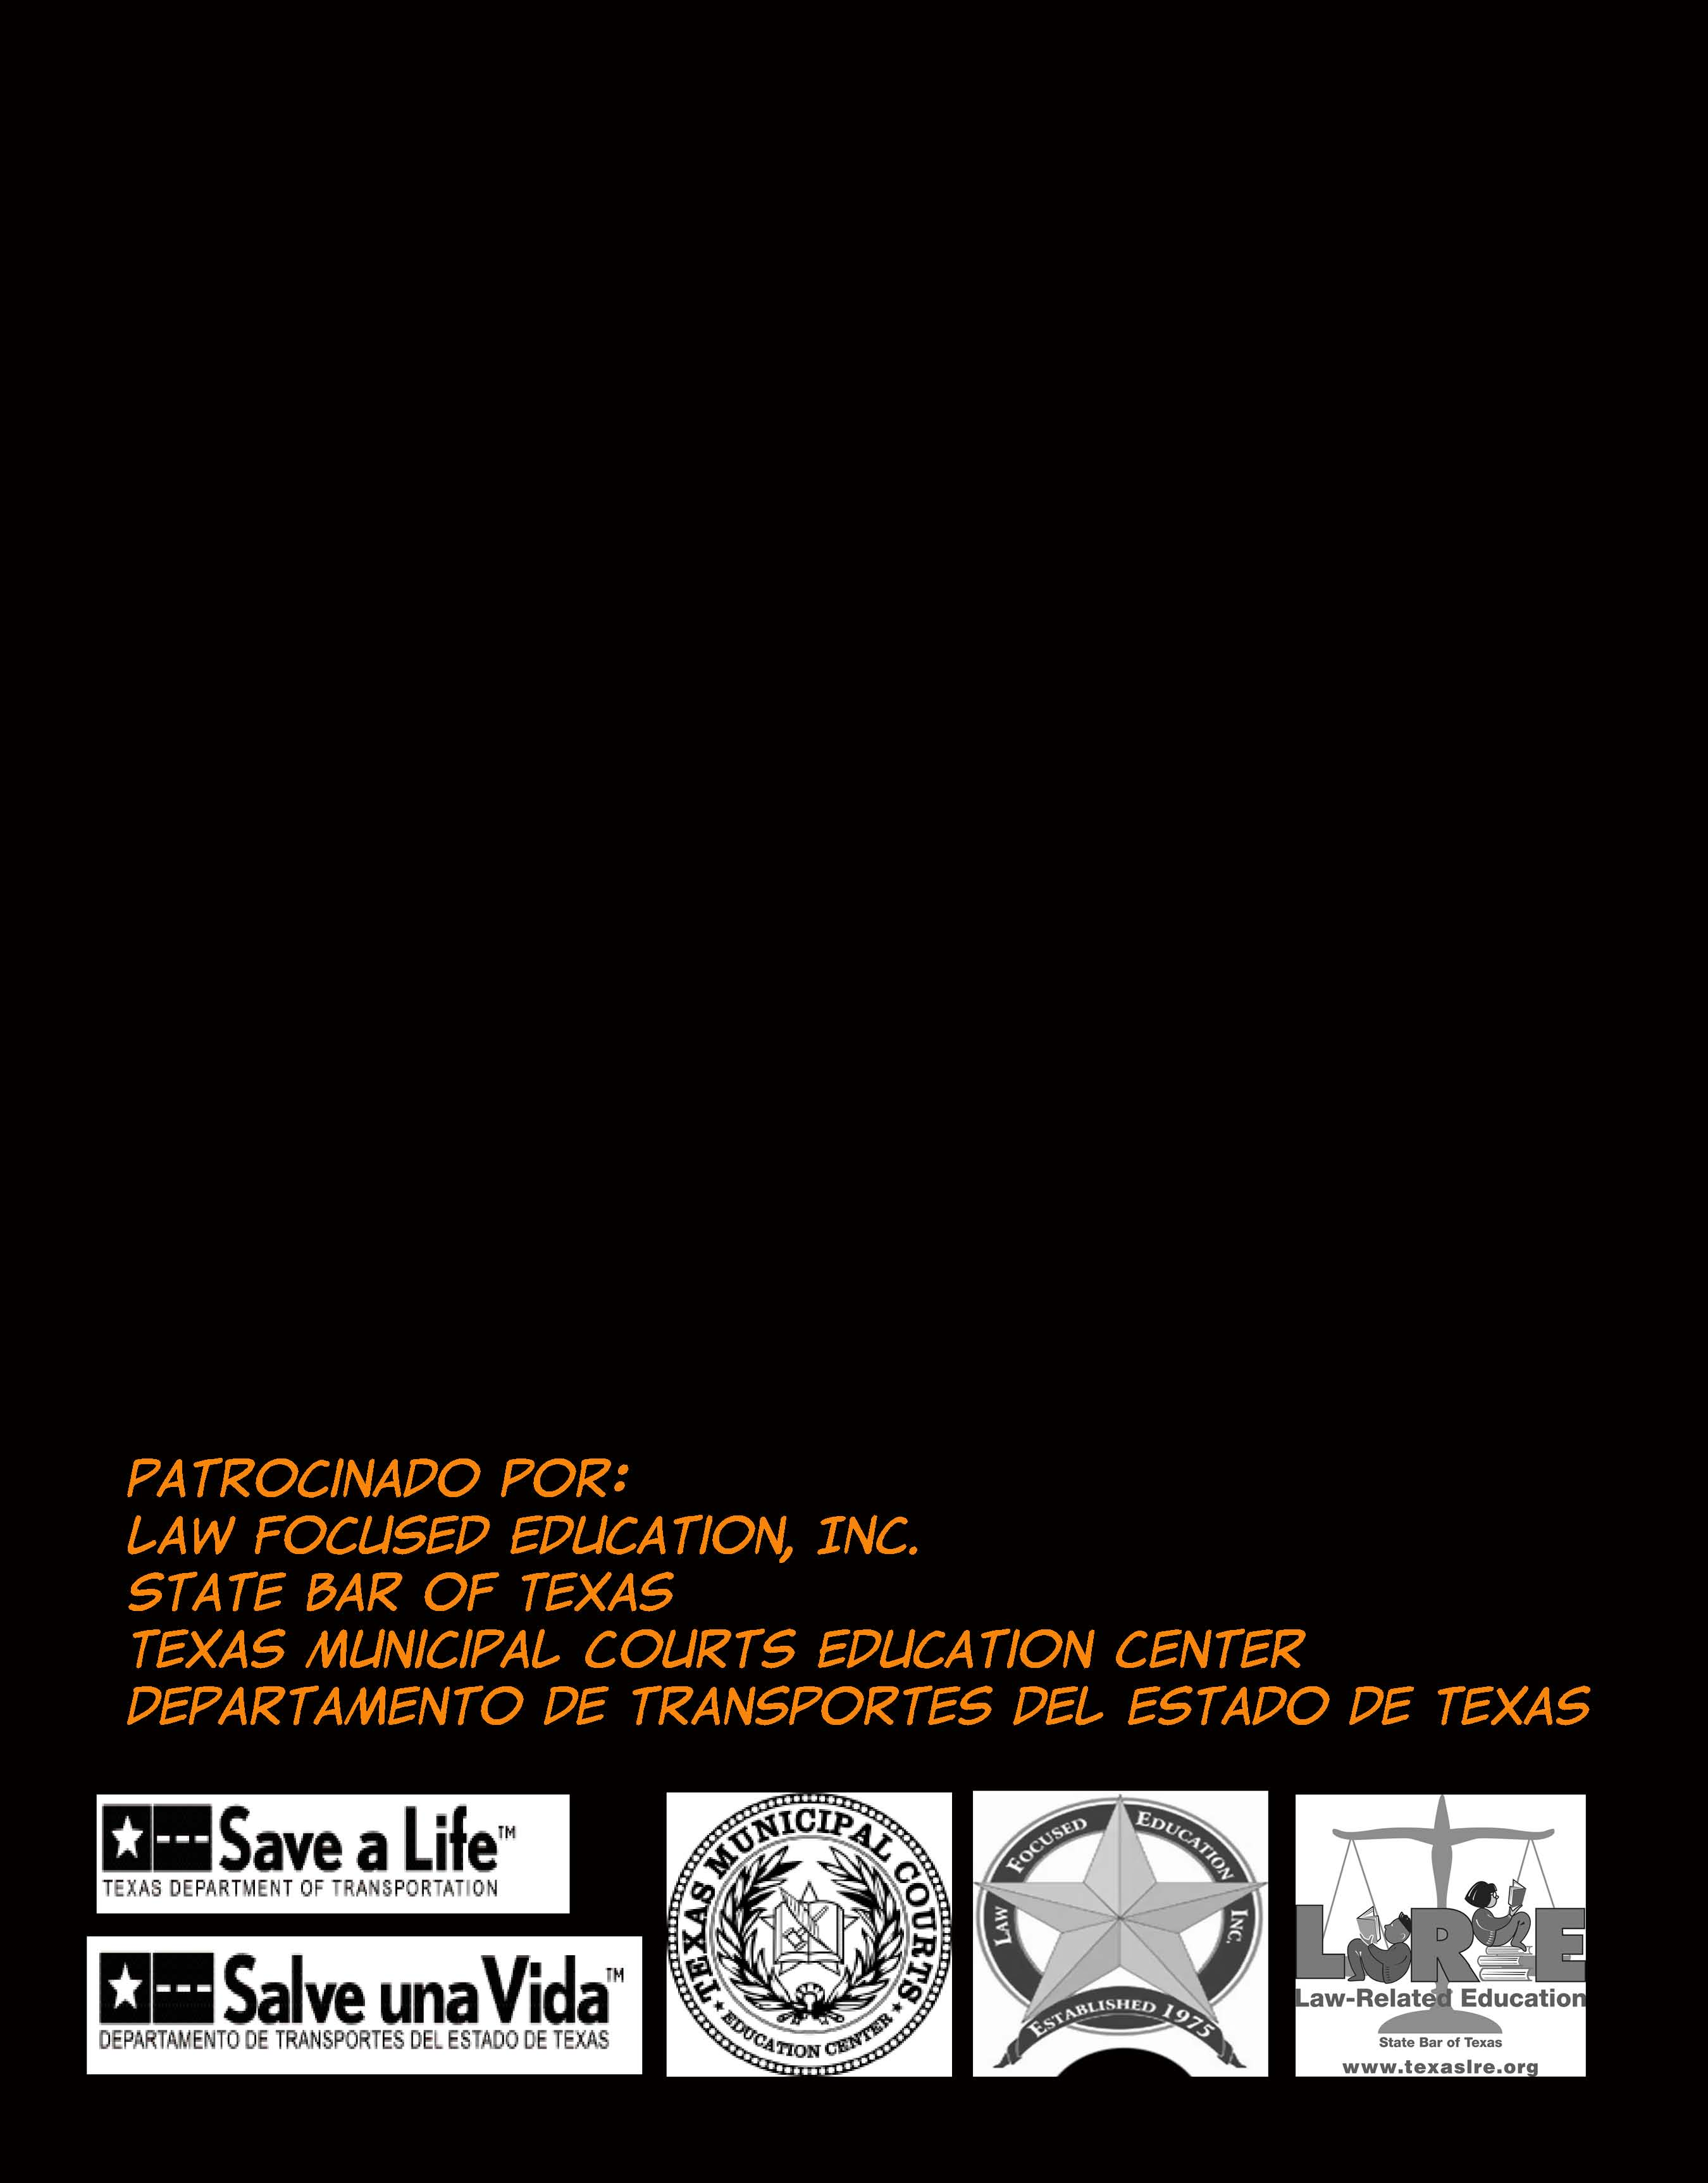 PATROCINADO POR:
LAW FOCUSED EDUCATION, INC.
STATE BAR OF TEXAS
TEXAS MUNICIPAL COURTS EDUCATION CENTER
DEPARTAMENTO DE TRANSPORTES DEL ESTADO DE TEXAS
Save a Life™
TEXAS DEPARTMENT OF TRANSPORTATION
Salve una Vida™
DEPARTAMENTO DE TRANSPORTES DEL ESTADO DE TEXAS
TEXAS MUNICIPAL COURTS
EDUCATION CENTER
LAW FOCUSED EDUCATION INC.
ESTABLISHED 1975
LRE
Law-Related Education
State Bar of Texas
www.texaslre.org